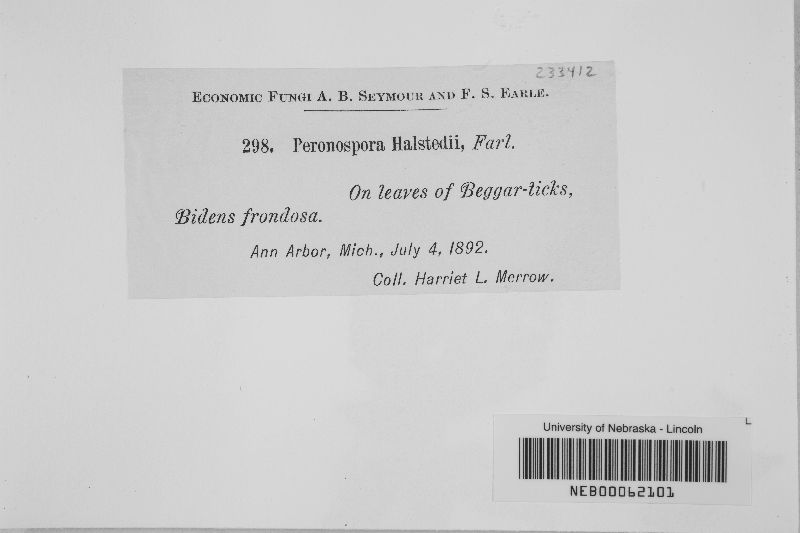 233412
Economic Fungi A. B. Seymour and F. S. Earle.
298. Peronospora Halstedii, Farl.
On leaves of Beggar-ticks,
Bidens frondosa.
Ann Arbor, Mich., July 4, 1892.
Coll. Harriet L. Merrow.
L
University of Nebraska - Lincoln
NEB00062101